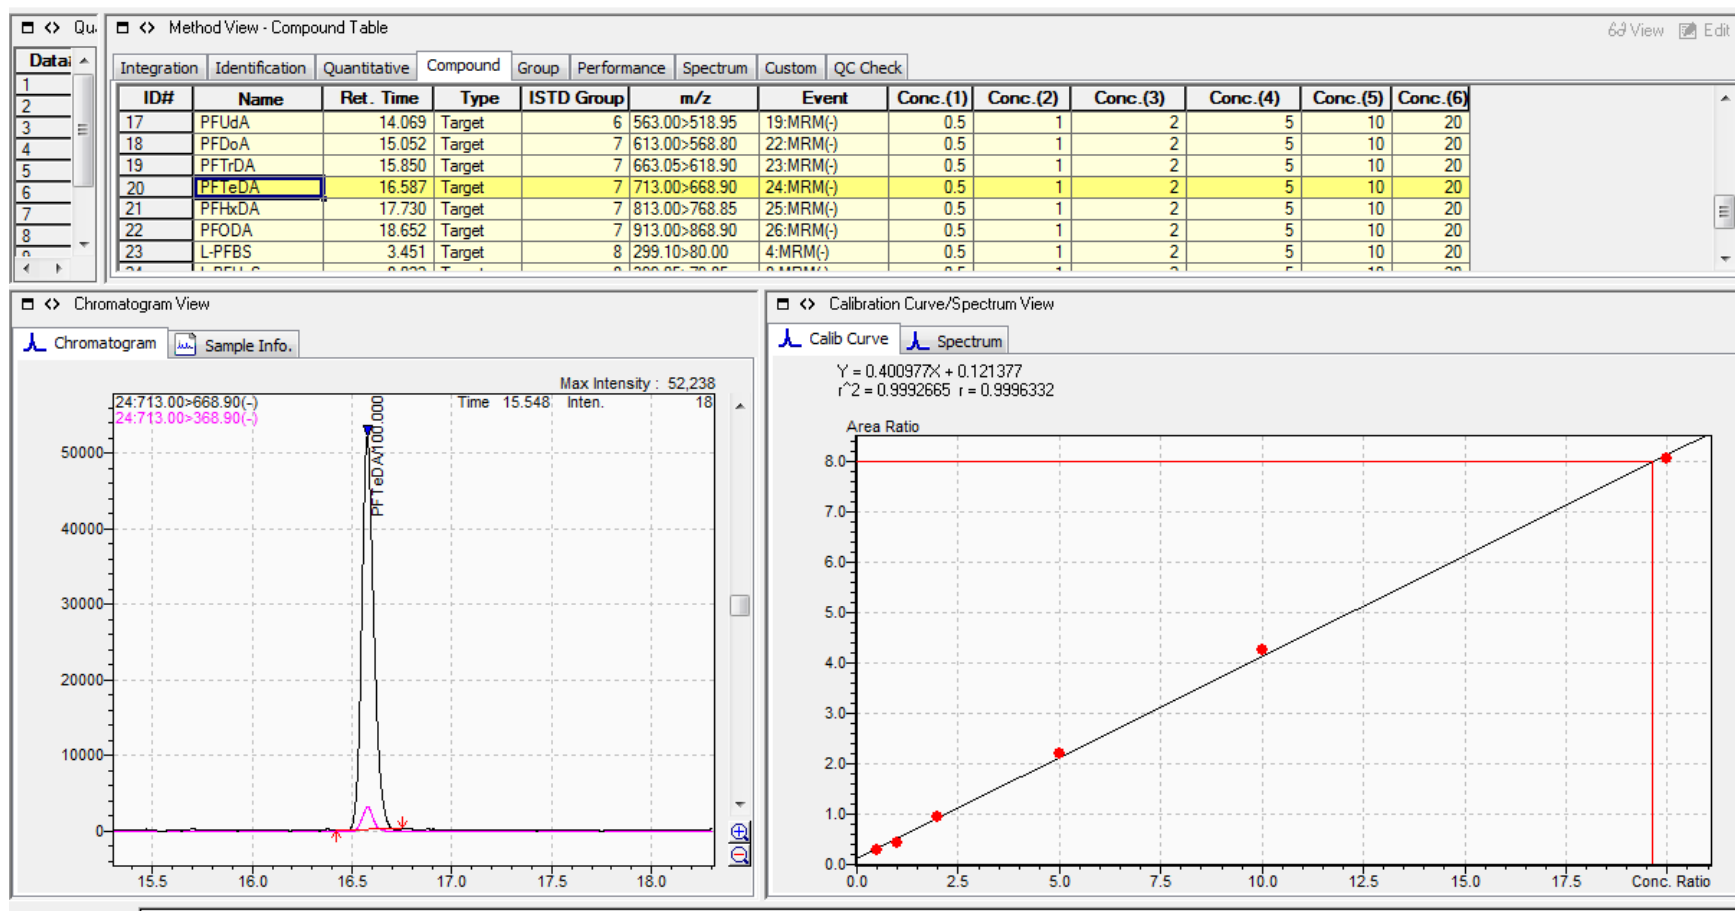 Qu. Method View - Compound Table View Edit
Data
1
2
3
4
5
6
7
8
Integration Identification Quantitative Compound Group Performance Spectrum Custom QC Check
ID# Name Ret. Time Type ISTD Group m/z Event Conc.(1) Conc.(2) Conc.(3) Conc.(4) Conc.(5) Conc.(6)
17 PFUdA 14.069 Target 6 563.00>518.95 19:MRM(-) 0.5 1 2 5 10 20
18 PFDoA 15.052 Target 7 613.00>568.80 22:MRM(-) 0.5 1 2 5 10 20
19 PFTrDA 15.850 Target 7 663.05>618.90 23:MRM(-) 0.5 1 2 5 10 20
20 PFTeDA 16.587 Target 7 713.00>668.90 24:MRM(-) 0.5 1 2 5 10 20
21 PFHxDA 17.730 Target 7 813.00>768.85 25:MRM(-) 0.5 1 2 5 10 20
22 PFODA 18.652 Target 7 913.00>868.90 26:MRM(-) 0.5 1 2 5 10 20
23 L-PFBS 3.451 Target 8 299.10>80.00 4:MRM(-) 0.5 1 2 5 10 20
Chromatogram View
Chromatogram Sample Info.
Max Intensity : 52,238
24:713.00>668.90(-) Time 15.548 Inten. 18
24:713.00>368.90(-)
PFTeDA/100.000
50000
40000
30000
20000
10000
0
15.5 16.0 16.5 17.0 17.5 18.0
Calibration Curve/Spectrum View
Calib Curve Spectrum
Y = 0.400977X + 0.121377
r^2 = 0.9992665 r = 0.9996332
Area Ratio
8.0
7.0
6.0
5.0
4.0
3.0
2.0
1.0
0.0
0.0 2.5 5.0 7.5 10.0 12.5 15.0 17.5 Conc. Ratio